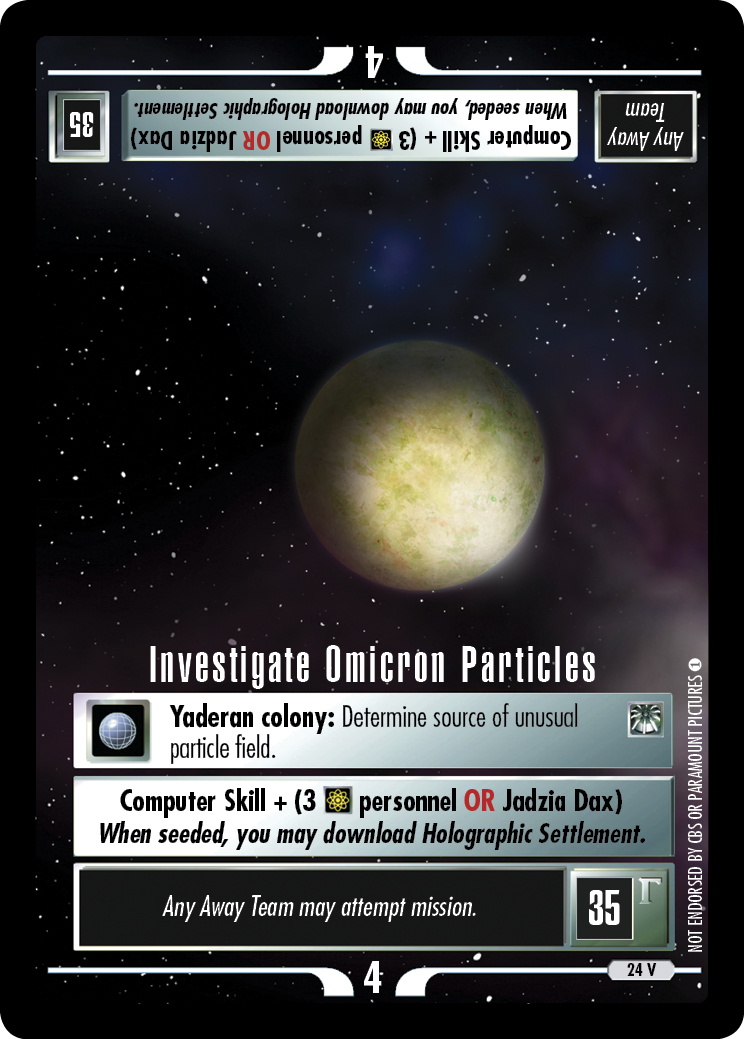 4
When seeded, you may download Holographic Settlement.
Computer Skill + (3 personnel OR Jadzia Dax)
35
Any Away
Team
Investigate Omicron Particles
Yaderan colony: Determine source of unusual
particle field.
Computer Skill + (3 personnel OR Jadzia Dax)
When seeded, you may download Holographic Settlement.
Any Away Team may attempt mission.
35 Γ
24 V
4
NOT ENDORSED BY CBS OR PARAMOUNT PICTURES 1